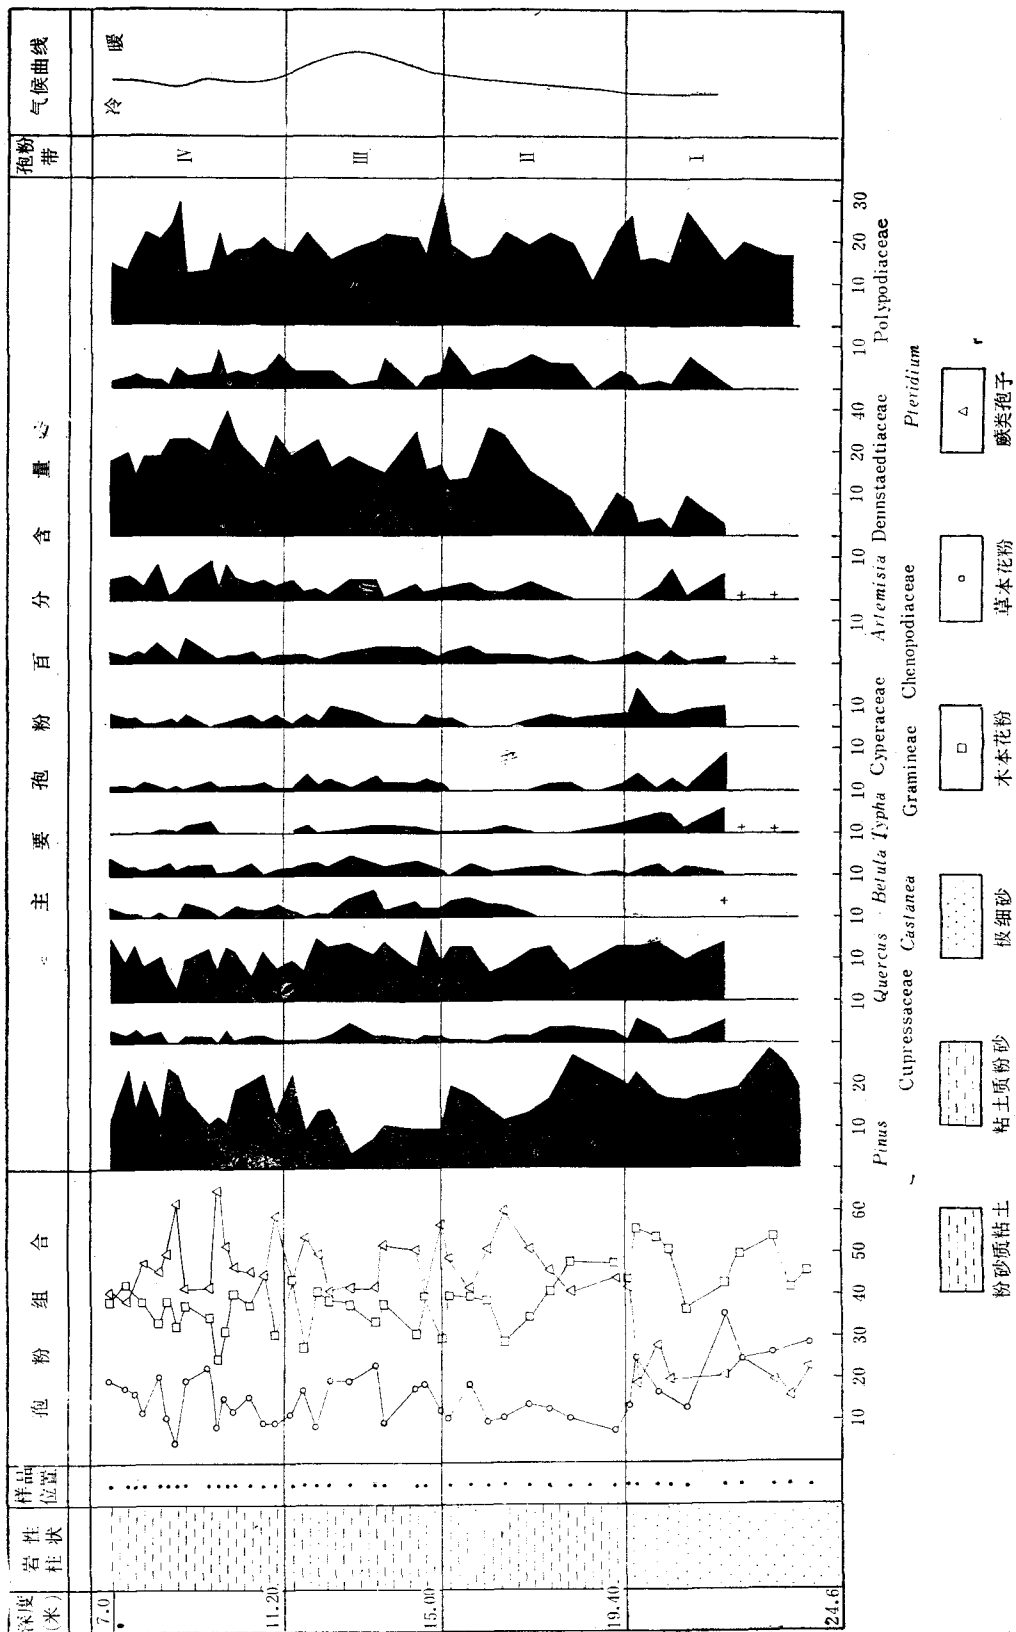 深度(米)
岩性柱状
样品位置
孢粉组合
主要孢粉百分含量
孢粉带
气候曲线
7.0
11.20
15.00
19.40
24.6
IV
III
II
I
冷 暖
10 20 30 40 50 60
10 20
10
10
10
10
10
10
10
10
10
10 20 40
10
10 20 30
Pinus
Cupressaceae
Quercus
Castanea
Betula
Typha
Gramineae
Cyperaceae
Chenopodiaceae
Artemisia
Dennstaedtiaceae
Pteridium
Polypodiaceae
粉砂质粘土
粘土质粉砂
极细砂
木本花粉
草本花粉
蕨类孢子